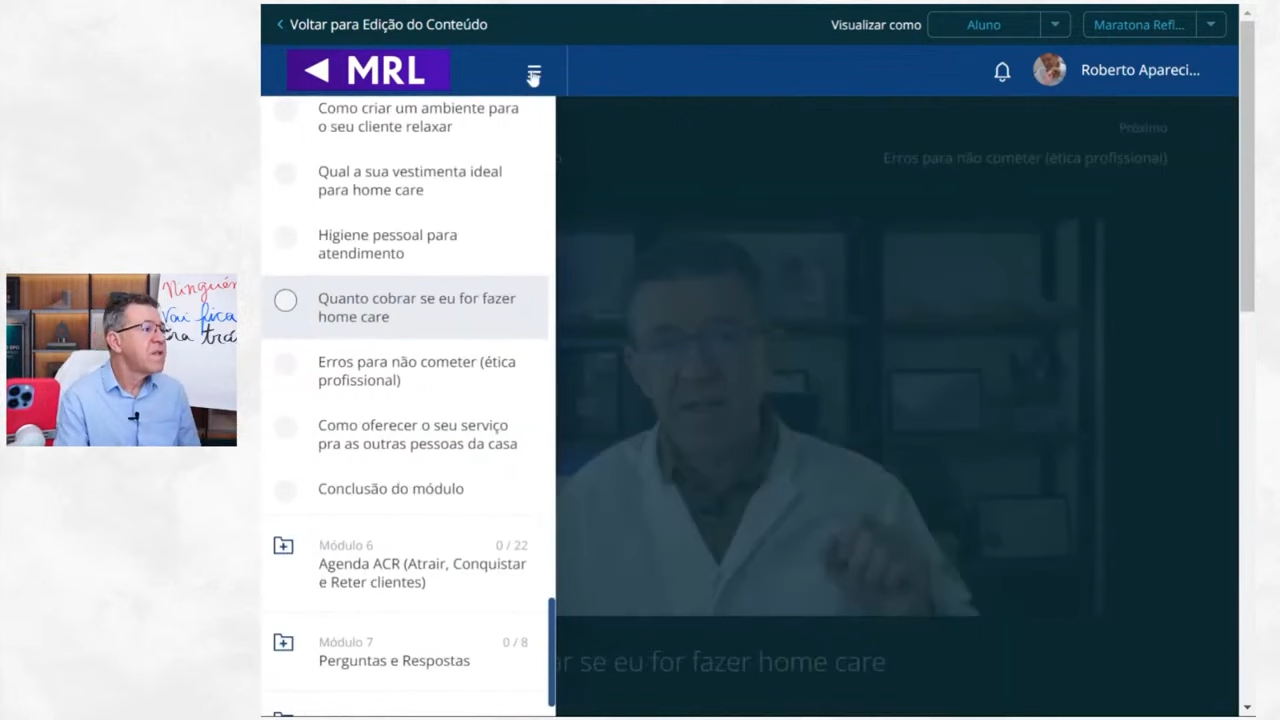 Voltar para Edição do Conteúdo
Visualizar como
Aluno
Maratona Refl...
MRL
Roberto Apareci...
Como criar um ambiente para
o seu cliente relaxar
Qual a sua vestimenta ideal
para home care
Higiene pessoal para
atendimento
Quanto cobrar se eu for fazer
home care
Erros para não cometer (ética
profissional)
Como oferecer o seu serviço
pra as outras pessoas da casa
Conclusão do módulo
Módulo 6
0 / 22
Agenda ACR (Atrair, Conquistar
e Reter clientes)
Módulo 7
0 / 8
Perguntas e Respostas
Próximo
Erros para não cometer (ética profissional)
se eu for fazer home care
Ninguém
Vai fica
tra